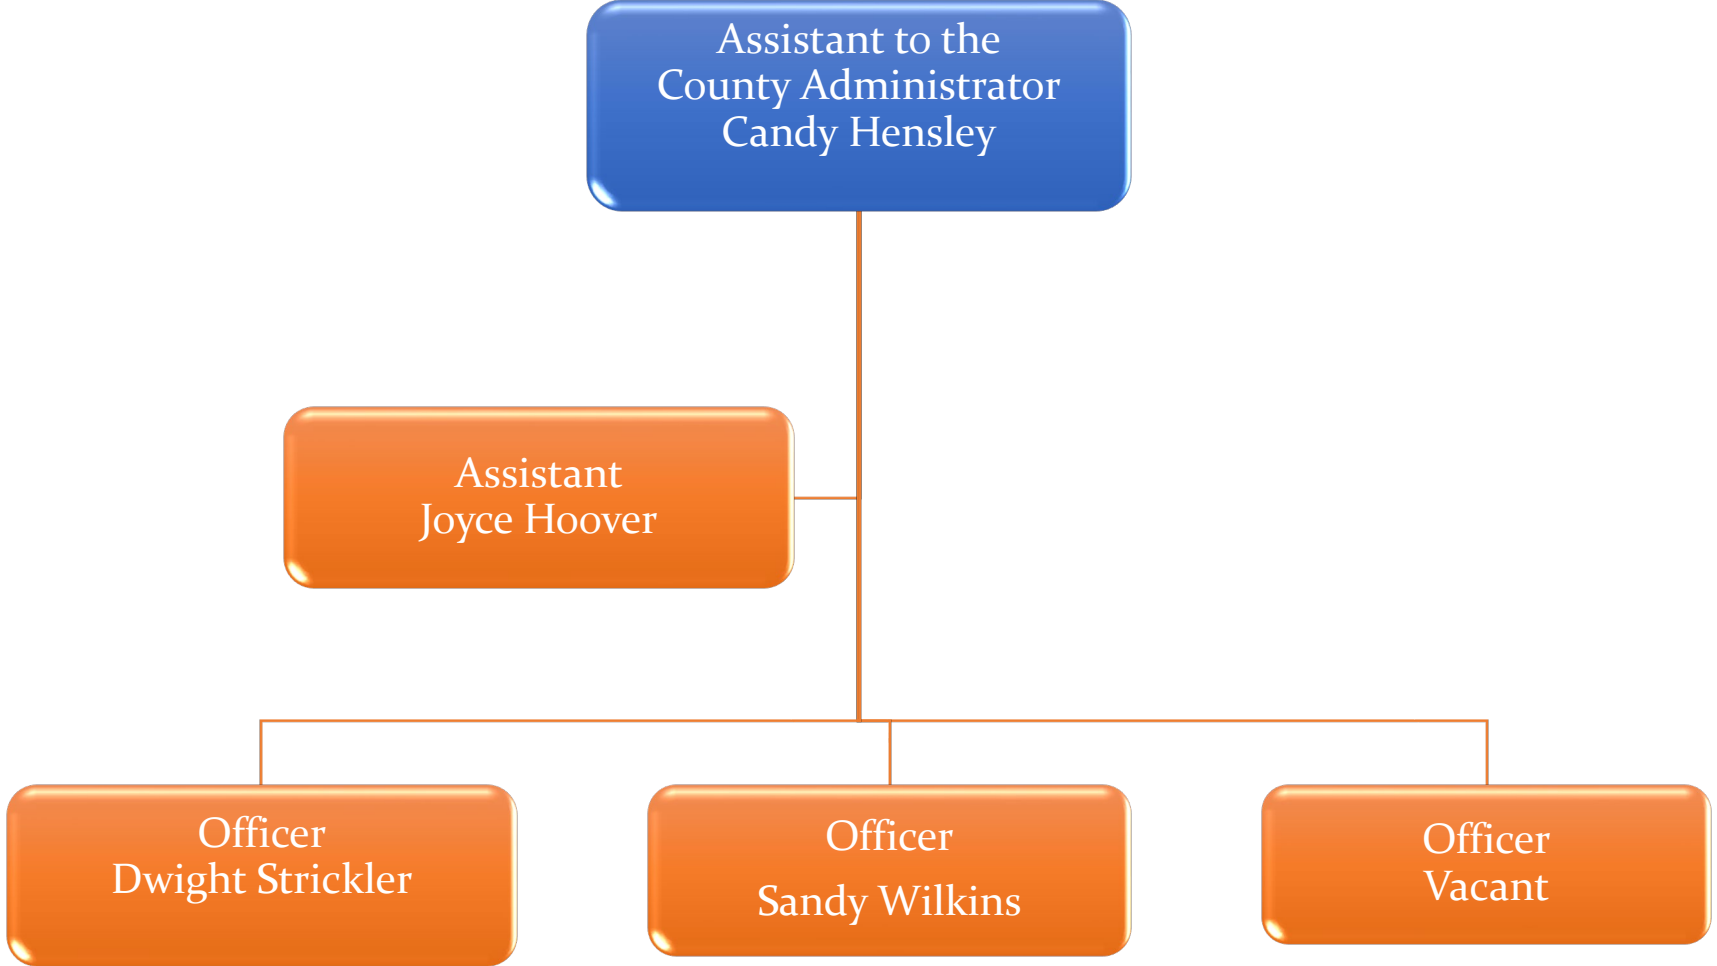 Assistant to the
County Administrator
Candy Hensley
Assistant
Joyce Hoover
Officer
Dwight Strickler
Officer
Sandy Wilkins
Officer
Vacant